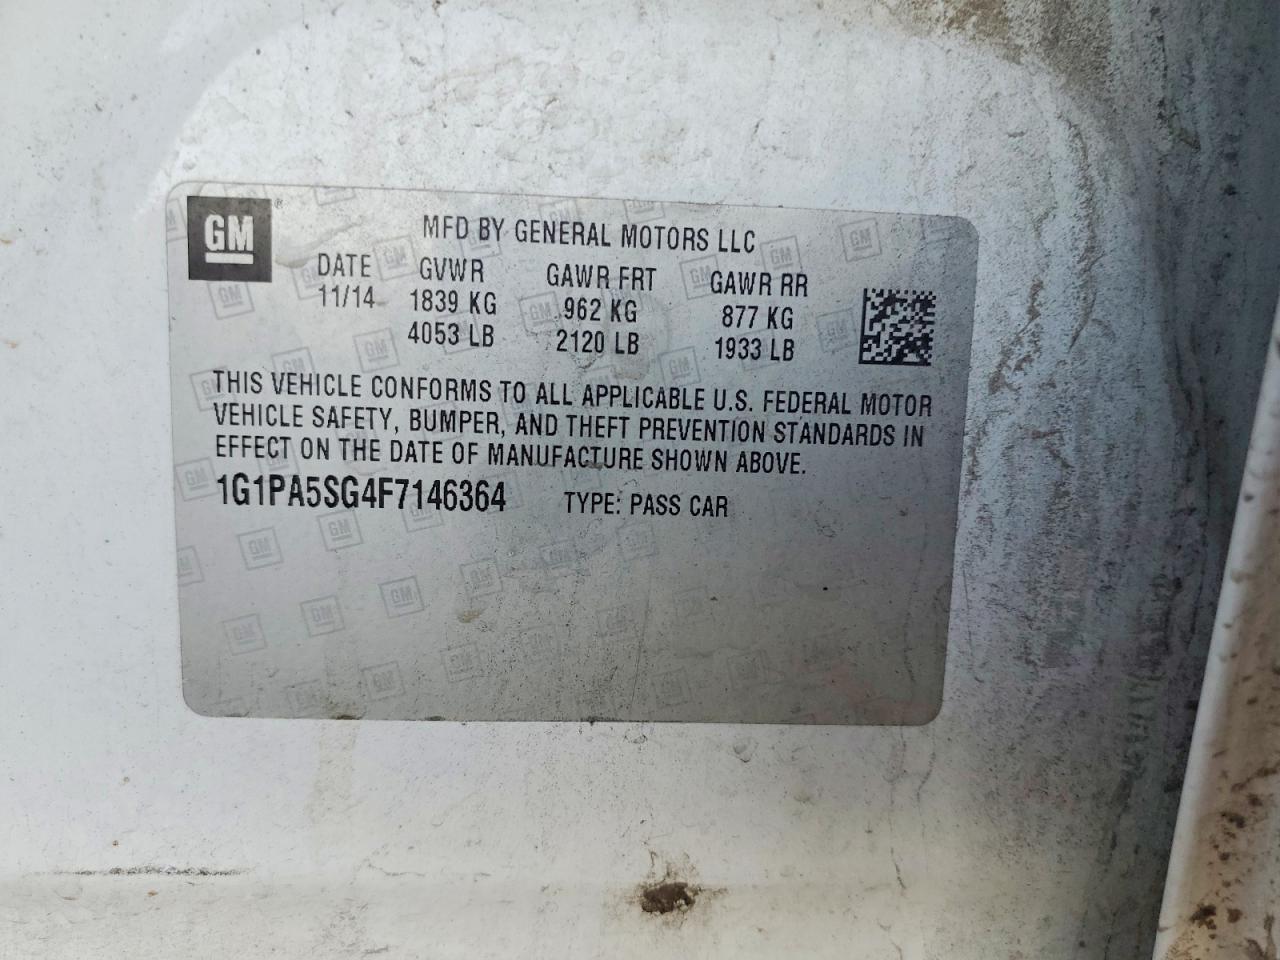 GM
MFD BY GENERAL MOTORS LLC
DATE GVWR GAWR FRT GAWR RR
11/14 1839 KG 962 KG 877 KG
4053 LB 2120 LB 1933 LB
THIS VEHICLE CONFORMS TO ALL APPLICABLE U.S. FEDERAL MOTOR
VEHICLE SAFETY, BUMPER, AND THEFT PREVENTION STANDARDS IN
EFFECT ON THE DATE OF MANUFACTURE SHOWN ABOVE.
1G1PA5SG4F7146364 TYPE: PASS CAR